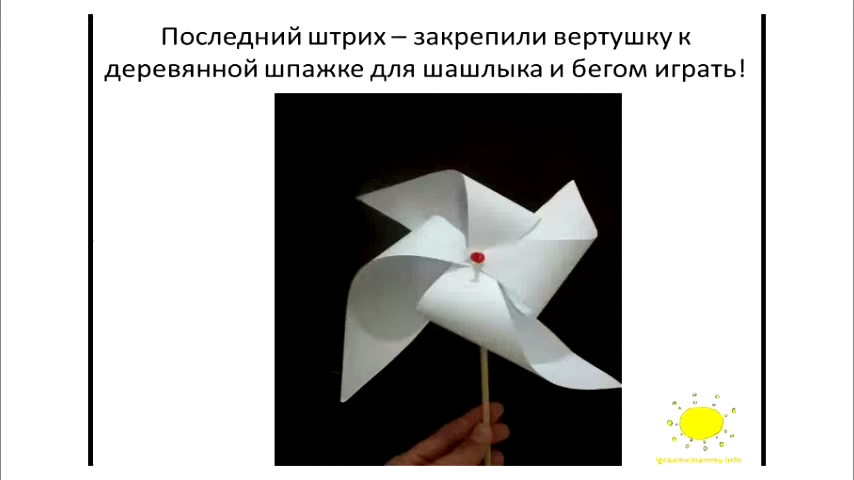 Последний штрих – закрепили вертушку к
деревянной шпажке для шашлыка и бегом играть!